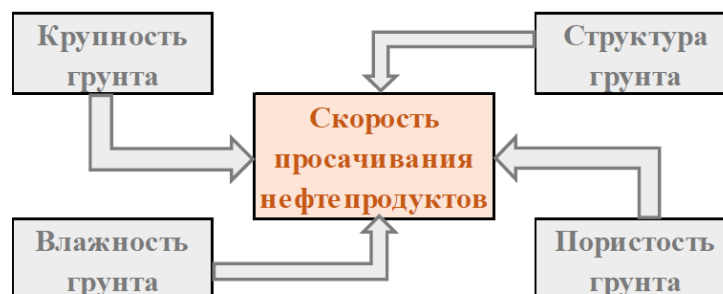 Крупность
грунта
Структура
грунта
Скорость
просачивания
нефтепродуктов
Влажность
грунта
Пористость
грунта